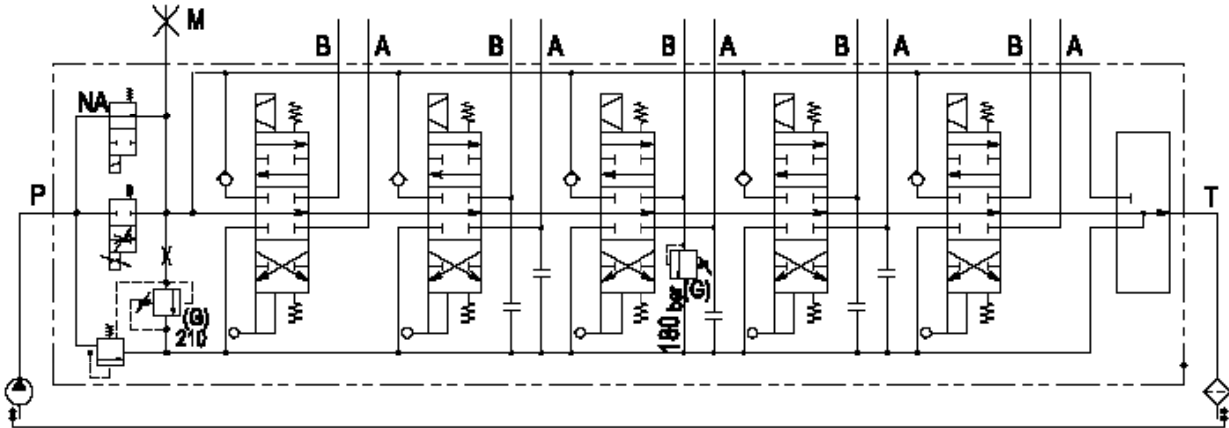 M
B A B A B A B A B A
NA
P
T
(G)
210
180 bar (G)